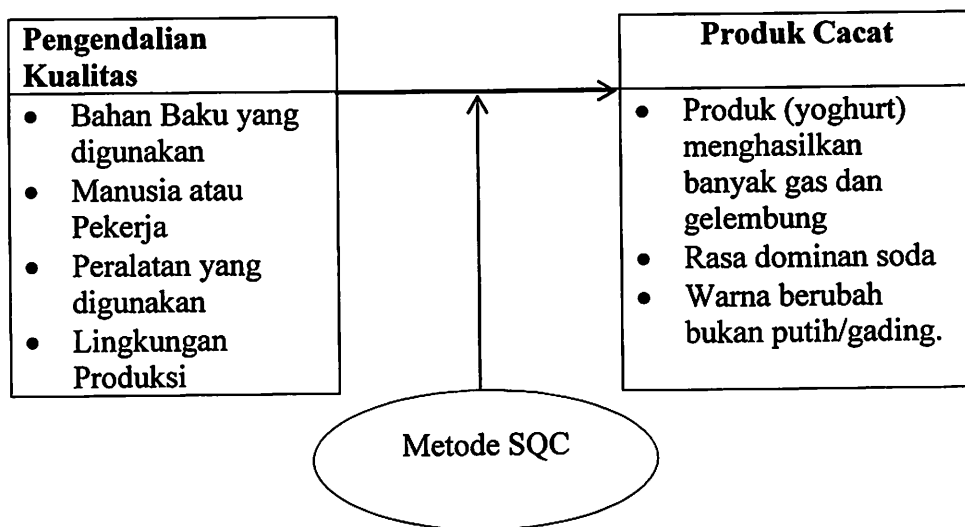 Pengendalian
Kualitas
• Bahan Baku yang
digunakan
• Manusia atau
Pekerja
• Peralatan yang
digunakan
• Lingkungan
Produksi
Produk Cacat
• Produk (yoghurt)
menghasilkan
banyak gas dan
gelembung
• Rasa dominan soda
• Warna berubah
bukan putih/gading.
Metode SQC